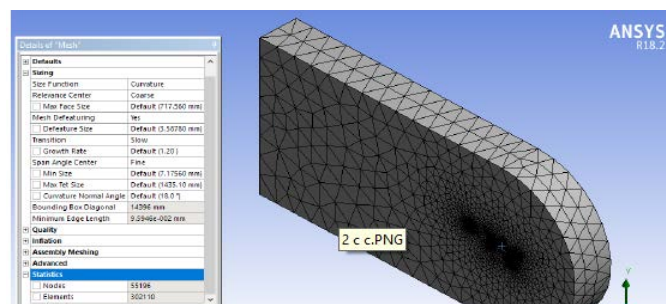 Details of "Mesh"
Defaults
Sizing
Size Function Curvature
Relevance Center Coarse
Max Face Size Default (717.560 mm)
Mesh Defeaturing Yes
Defeature Size Default (3.58780 mm)
Transition Slow
Growth Rate Default (1.20 )
Span Angle Center Fine
Min Size Default (7.17560 mm)
Max Tet Size Default (1435.10 mm)
Curvature Normal Angle Default (18.0 °)
Bounding Box Diagonal 14396 mm
Minimum Edge Length 9.5946e-002 mm
Quality
Inflation
Assembly Meshing
Advanced
Statistics
Nodes 55196
Elements 302110
ANSYS
R18.2
2 c c.PNG
Y